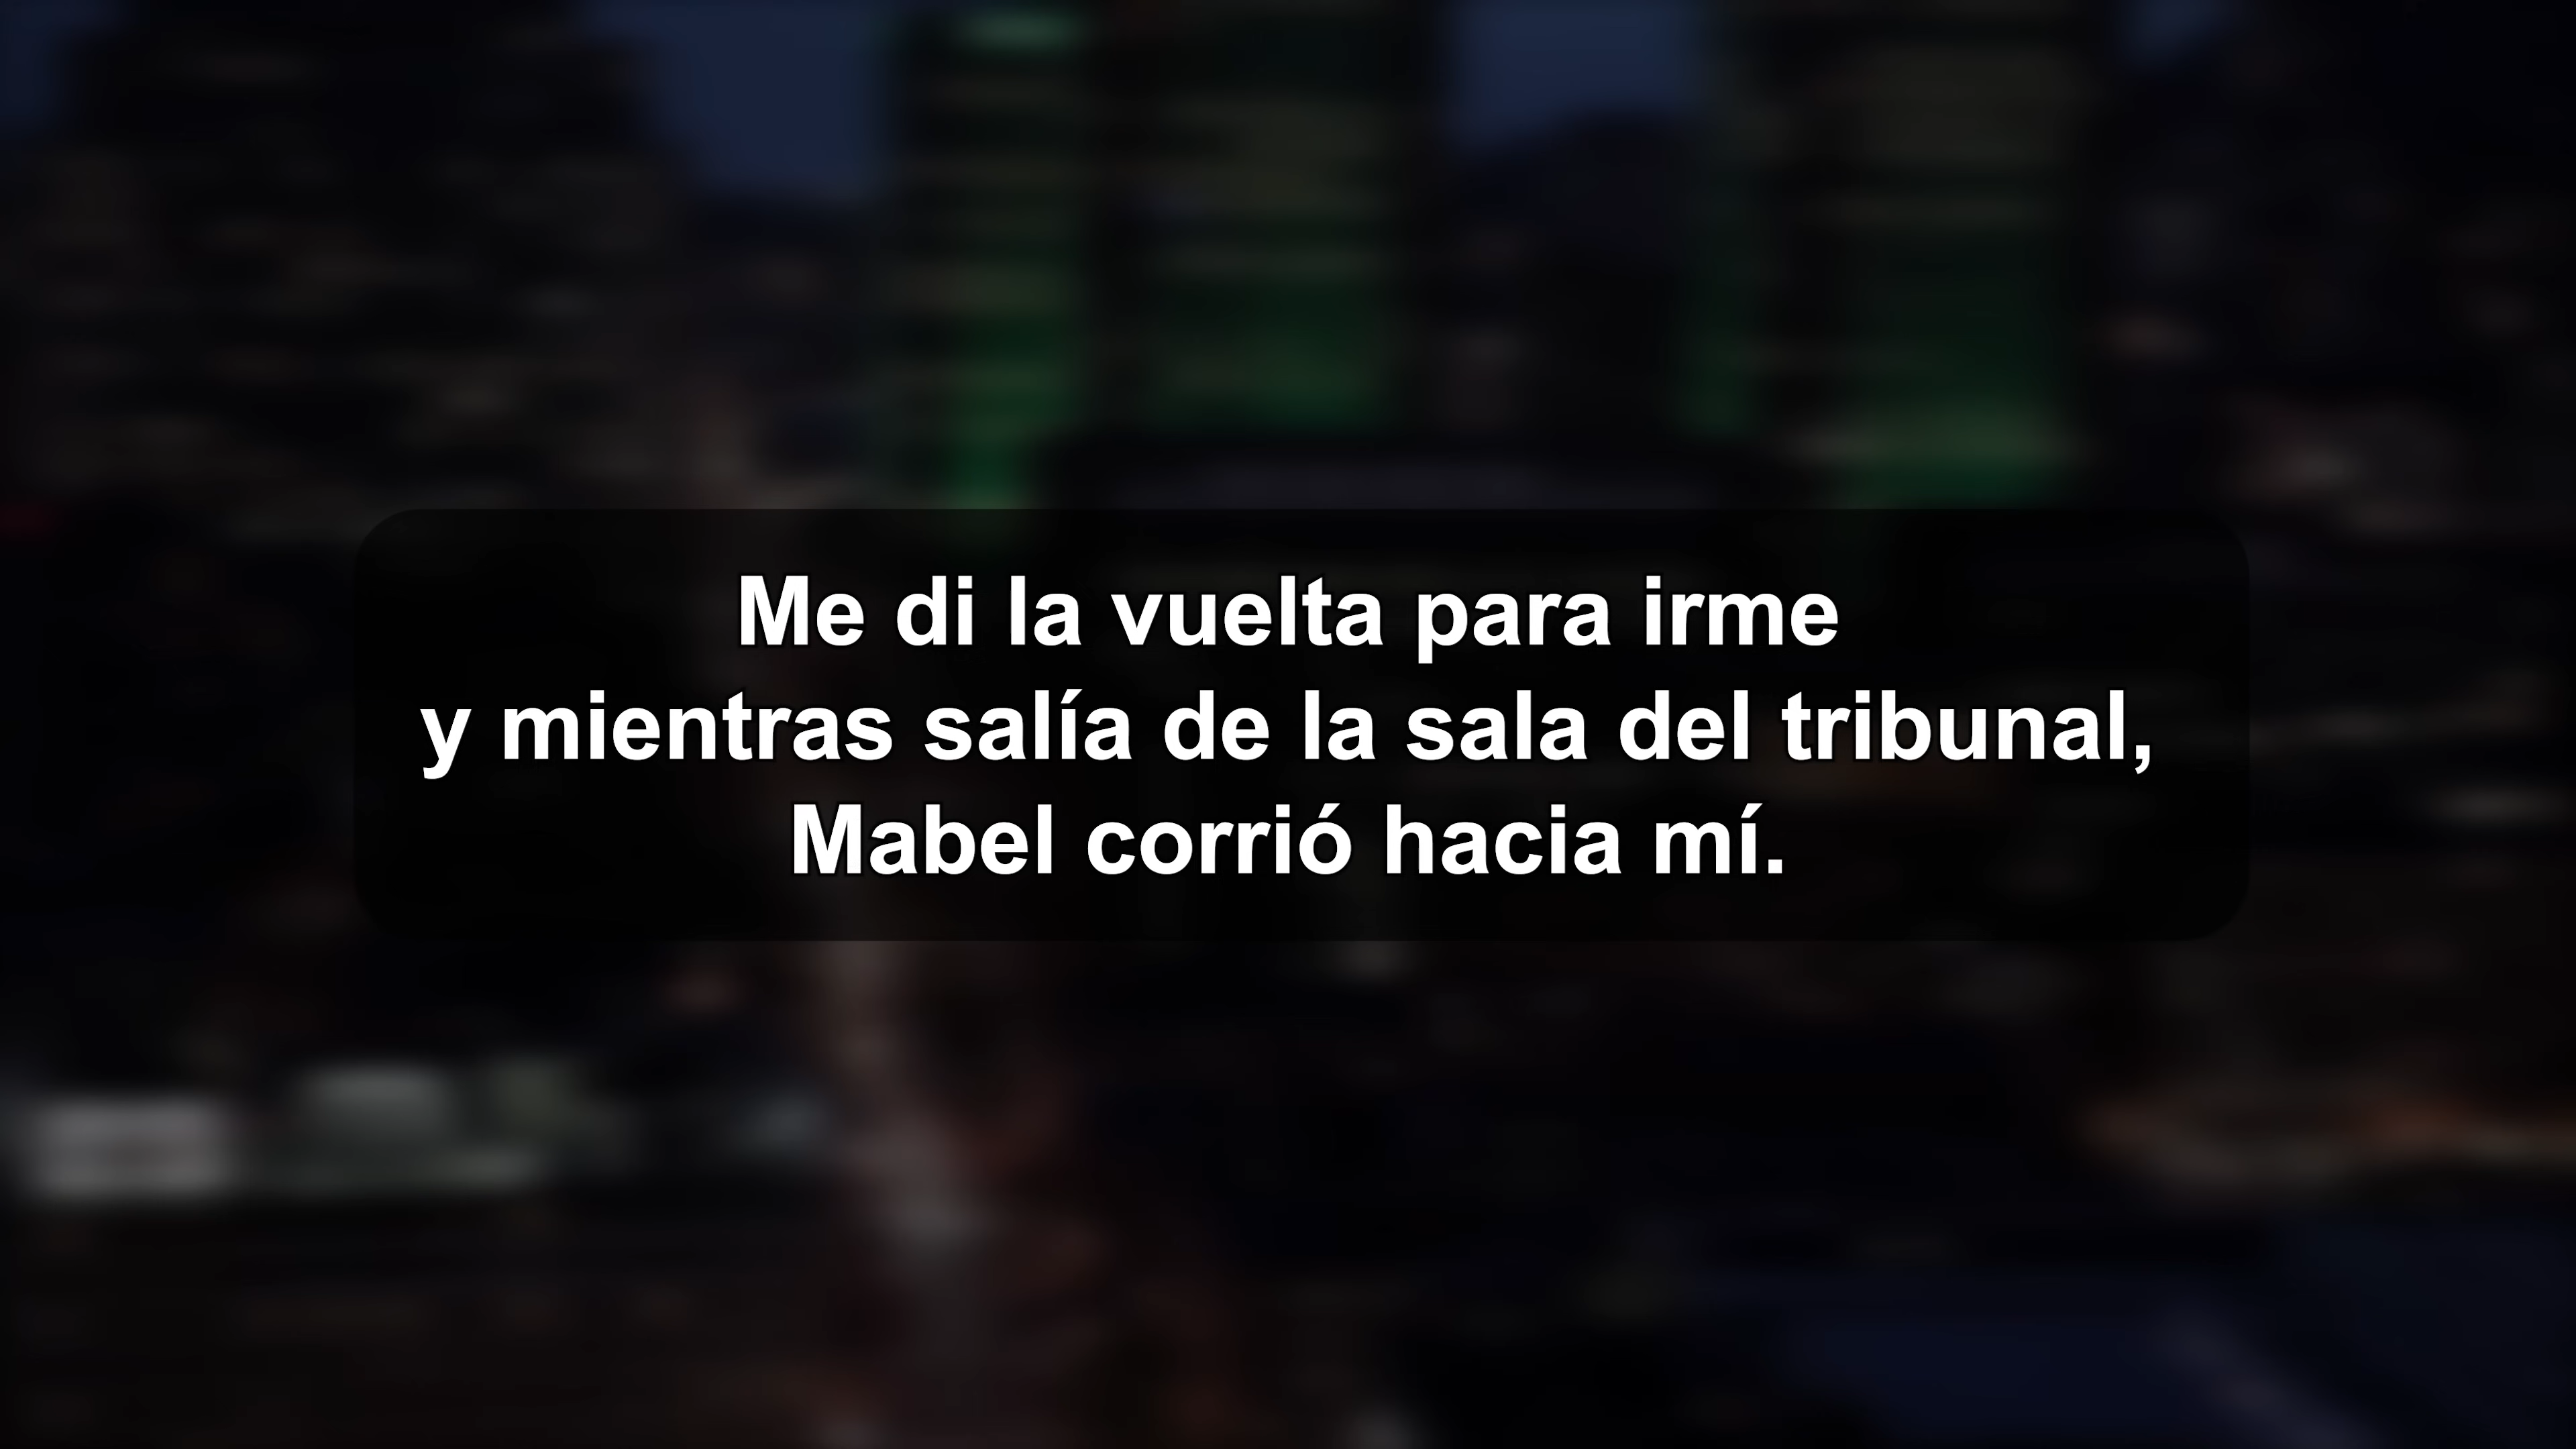 Me di la vuelta para irme
y mientras salía de la sala del tribunal,
Mabel corrió hacia mí.